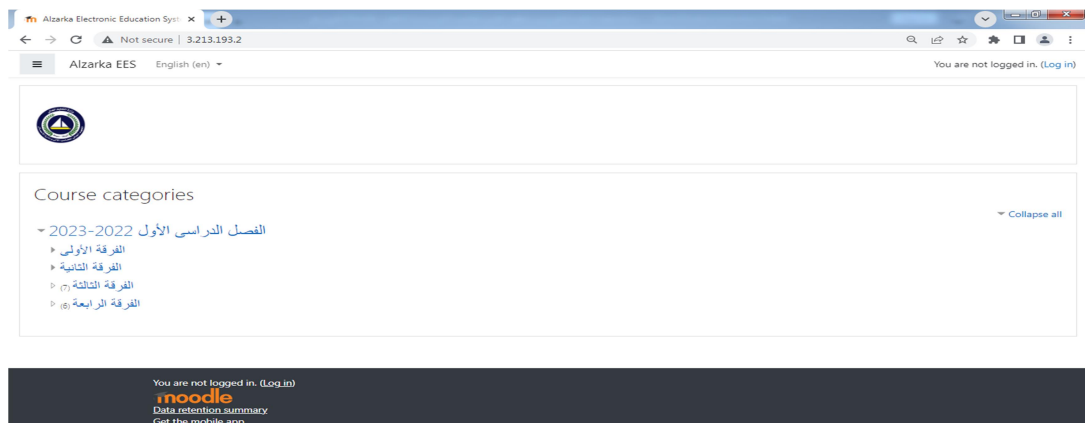 Alzarka Electronic Education Syst
Not secure | 3.213.193.2
Alzarka EES English (en)
You are not logged in. (Log in)
Course categories
Collapse all
الفصل الدراسى الأول 2022-2023
الفرقة الأولى
الفرقة الثانية
الفرقة الثالثة (7)
الفرقة الرابعة (6)
You are not logged in. (Log in)
moodle
Data retention summary
Get the mobile app